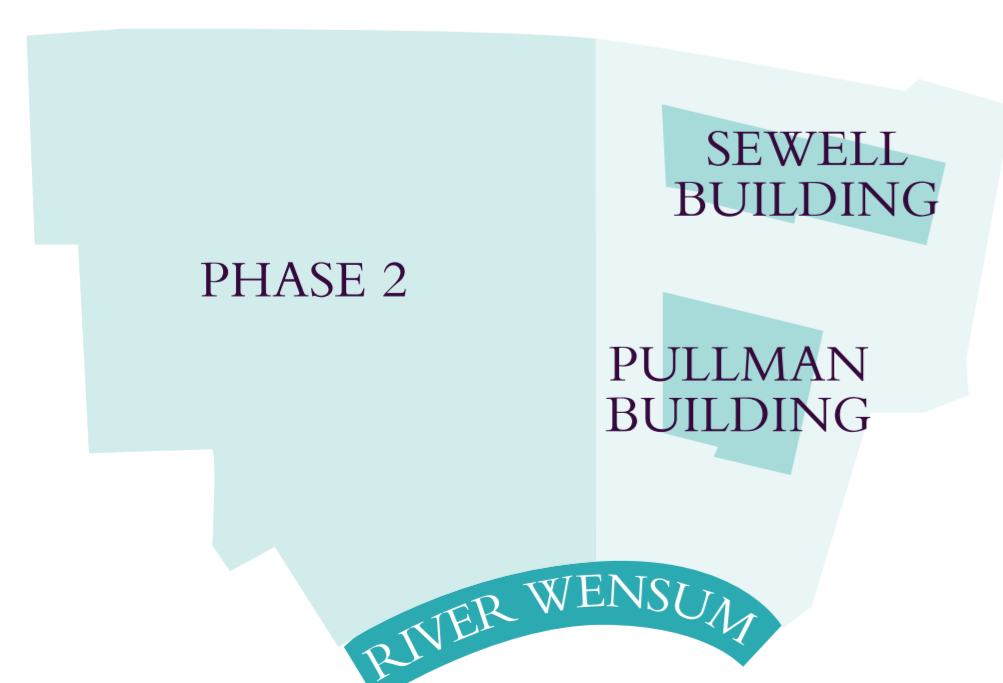 SEWELL
BUILDING
PHASE 2
PULLMAN
BUILDING
RIVER WENSUM